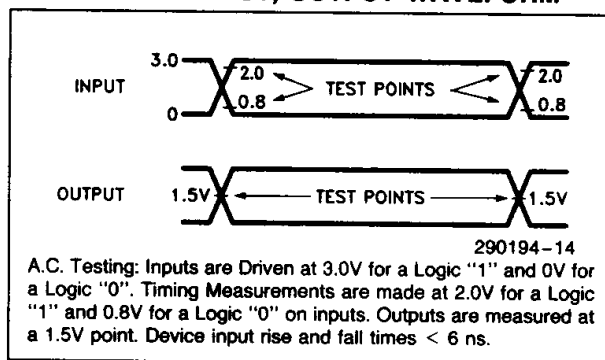 OUTPUT WAVEFORM
3.0
INPUT
2.0
TEST POINTS
2.0
0.8
0.8
0
OUTPUT
1.5V
TEST POINTS
1.5V
290194-14
A.C. Testing: Inputs are Driven at 3.0V for a Logic "1" and 0V for
a Logic "0". Timing Measurements are made at 2.0V for a Logic
"1" and 0.8V for a Logic "0" on inputs. Outputs are measured at
a 1.5V point. Device input rise and fall times < 6 ns.